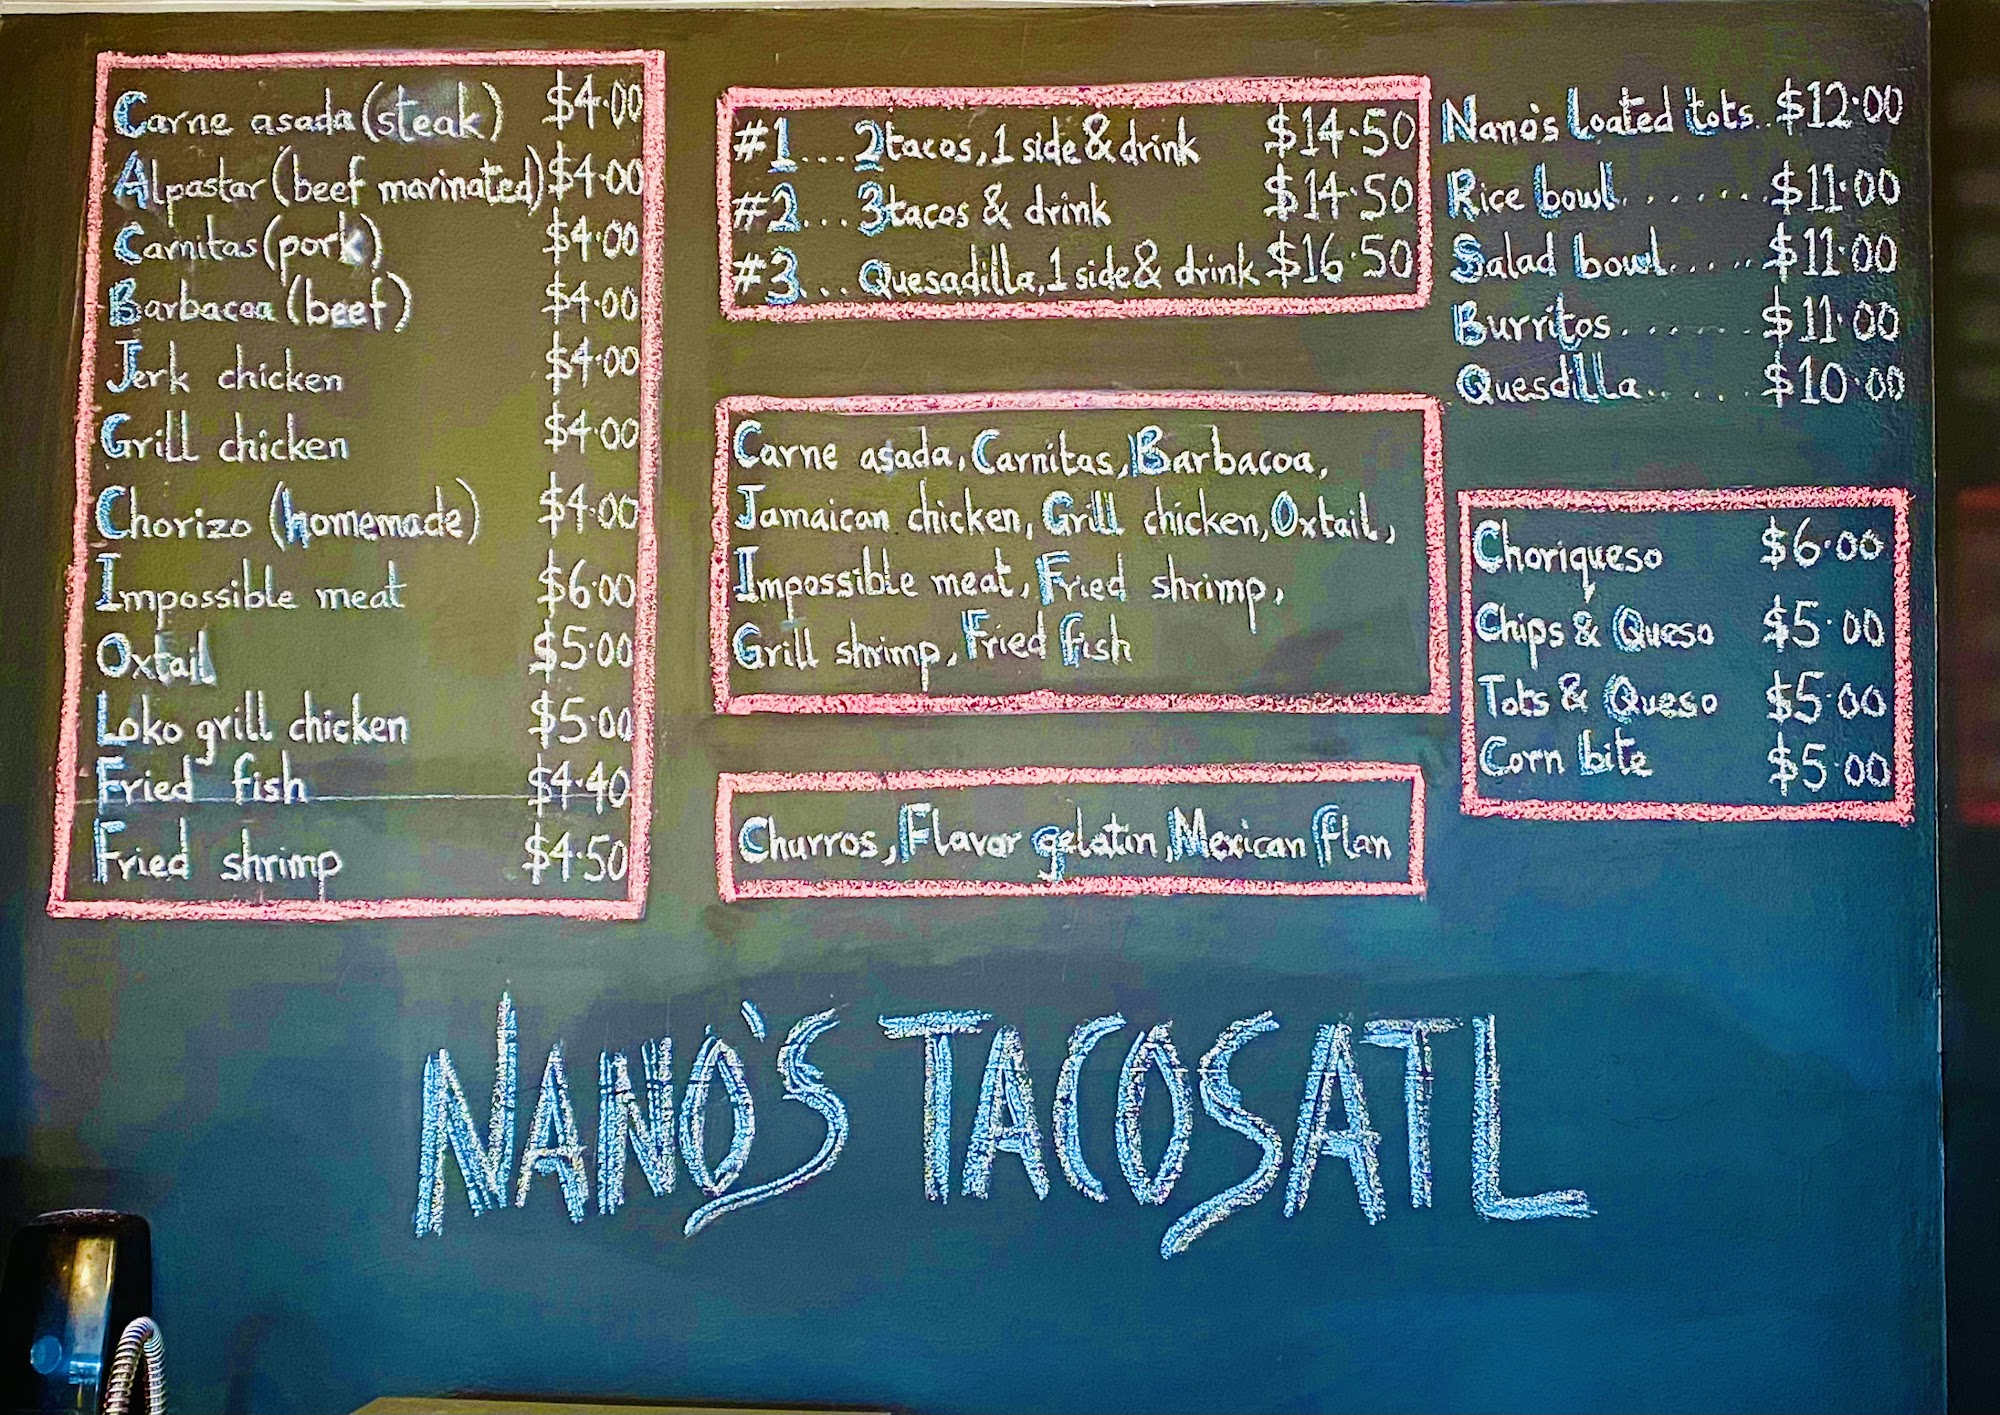 Carne asada (steak) $4.00
Alpastar (beef marinated) $4.00
Carnitas (pork) $4.00
Barbacoa (beef) $4.00
Jerk chicken $4.00
Grill chicken $4.00
Chorizo (homemade) $4.00
Impossible meat $6.00
Oxtail $5.00
Loko grill chicken $5.00
Fried fish $4.40
Fried shrimp $4.50
#1... 2 tacos, 1 side & drink $14.50
#2... 3 tacos & drink $14.50
#3... Quesadilla, 1 side & drink $16.50
Carne asada, Carnitas, Barbacoa,
Jamaican chicken, Grill chicken, Oxtail,
Impossible meat, Fried shrimp,
Grill shrimp, Fried fish
Churros, Flavor gelatin, Mexican flan
Nano's Loated tots.. $12.00
Rice bowl....... $11.00
Salad bowl..... $11.00
Burritos...... $11.00
Quesdilla..... $10.00
Choriqueso $6.00
Chips & Queso $5.00
Tots & Queso $5.00
Corn bite $5.00
NANO'S TACOSATL